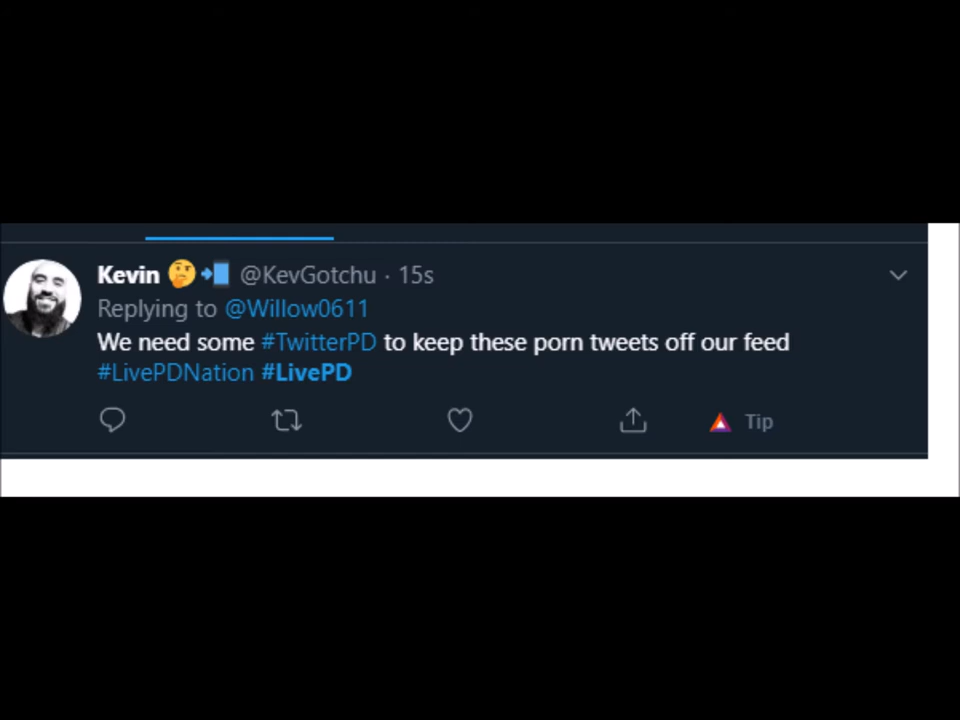 Kevin 🤔📲 @KevGotchu · 15s
Replying to @Willow0611
We need some #TwitterPD to keep these porn tweets off our feed
#LivePDNation #LivePD
Tip